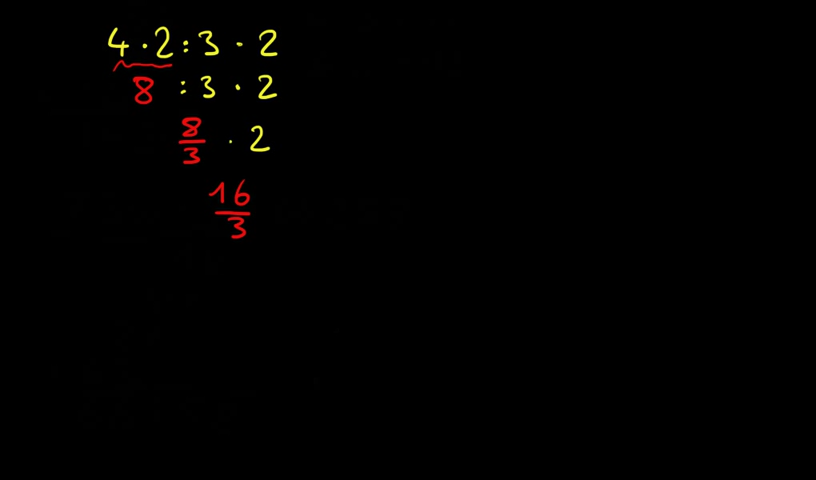 4 · 2 : 3 · 2
8 : 3 · 2
8/3 · 2
16/3